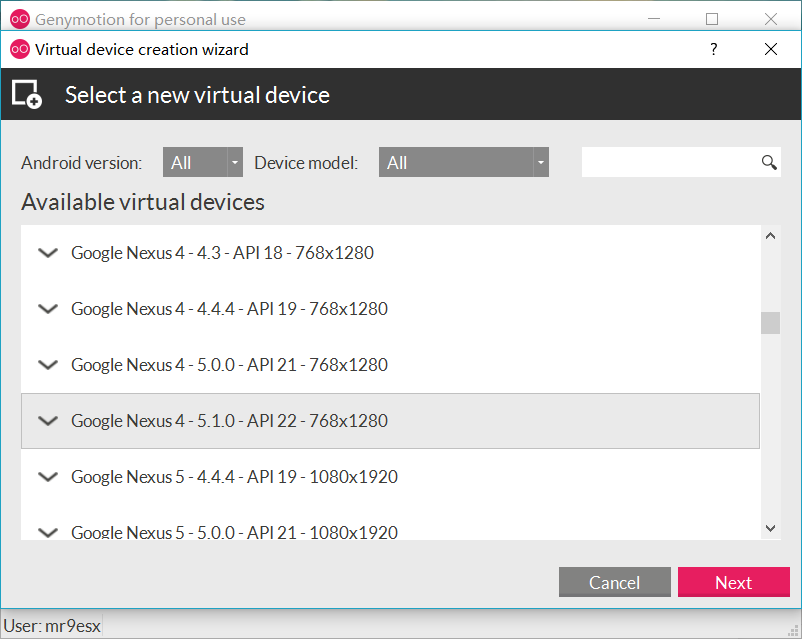 Genymotion for personal use
Virtual device creation wizard ?
Select a new virtual device
Android version: All Device model: All
Available virtual devices
Google Nexus 4 - 4.3 - API 18 - 768x1280
Google Nexus 4 - 4.4.4 - API 19 - 768x1280
Google Nexus 4 - 5.0.0 - API 21 - 768x1280
Google Nexus 4 - 5.1.0 - API 22 - 768x1280
Google Nexus 5 - 4.4.4 - API 19 - 1080x1920
Google Nexus 5 - 5.0.0 - API 21 - 1080x1920
Cancel Next
User: mr9esx